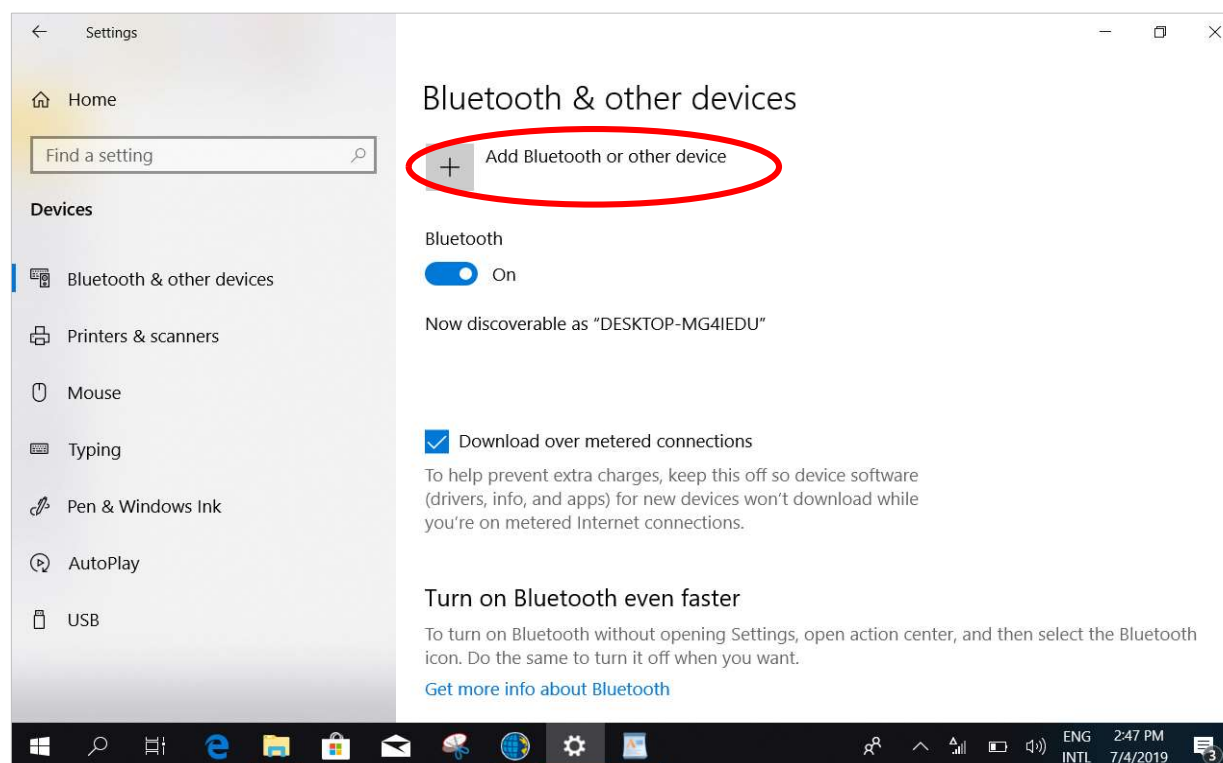 Settings
Home
Find a setting
Devices
Bluetooth & other devices
Printers & scanners
Mouse
Typing
Pen & Windows Ink
AutoPlay
USB
Bluetooth & other devices
Add Bluetooth or other device
Bluetooth
On
Now discoverable as “DESKTOP-MG4IEDU”
Download over metered connections
To help prevent extra charges, keep this off so device software
(drivers, info, and apps) for new devices won’t download while
you’re on metered Internet connections.
Turn on Bluetooth even faster
To turn on Bluetooth without opening Settings, open action center, and then select the Bluetooth
icon. Do the same to turn it off when you want.
Get more info about Bluetooth
ENG
INTL
2:47 PM
7/4/2019
3